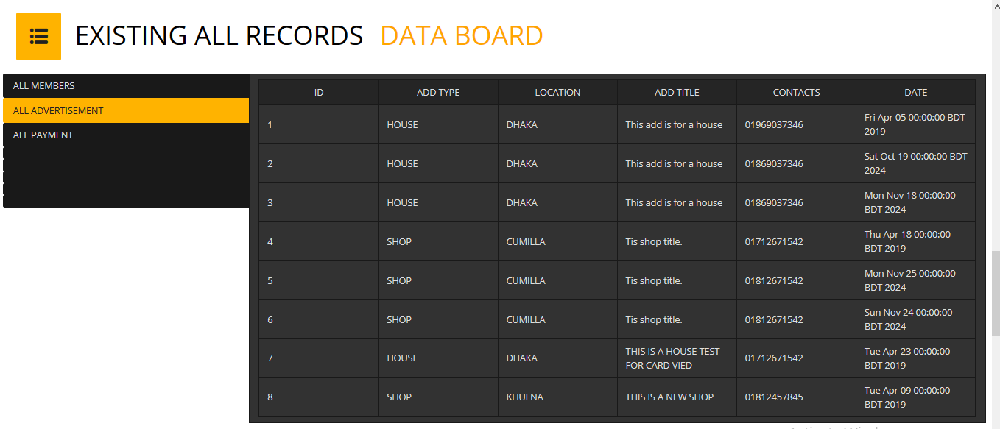 EXISTING ALL RECORDS DATA BOARD
ALL MEMBERS
ALL ADVERTISEMENT
ALL PAYMENT
ID ADD TYPE LOCATION ADD TITLE CONTACTS DATE
1 HOUSE DHAKA This add is for a house 01969037346 Fri Apr 05 00:00:00 BDT
2019
2 HOUSE DHAKA This add is for a house 01869037346 Sat Oct 19 00:00:00 BDT
2024
3 HOUSE DHAKA This add is for a house 01869037346 Mon Nov 18 00:00:00
BDT 2024
4 SHOP CUMILLA Tis shop title. 01712671542 Thu Apr 18 00:00:00
BDT 2019
5 SHOP CUMILLA Tis shop title. 01812671542 Mon Nov 25 00:00:00
BDT 2024
6 SHOP CUMILLA Tis shop title. 01812671542 Sun Nov 24 00:00:00
BDT 2024
7 HOUSE DHAKA THIS IS A HOUSE TEST
FOR CARD VIED 01712671542 Tue Apr 23 00:00:00
BDT 2019
8 SHOP KHULNA THIS IS A NEW SHOP 01812457845 Tue Apr 09 00:00:00
BDT 2019